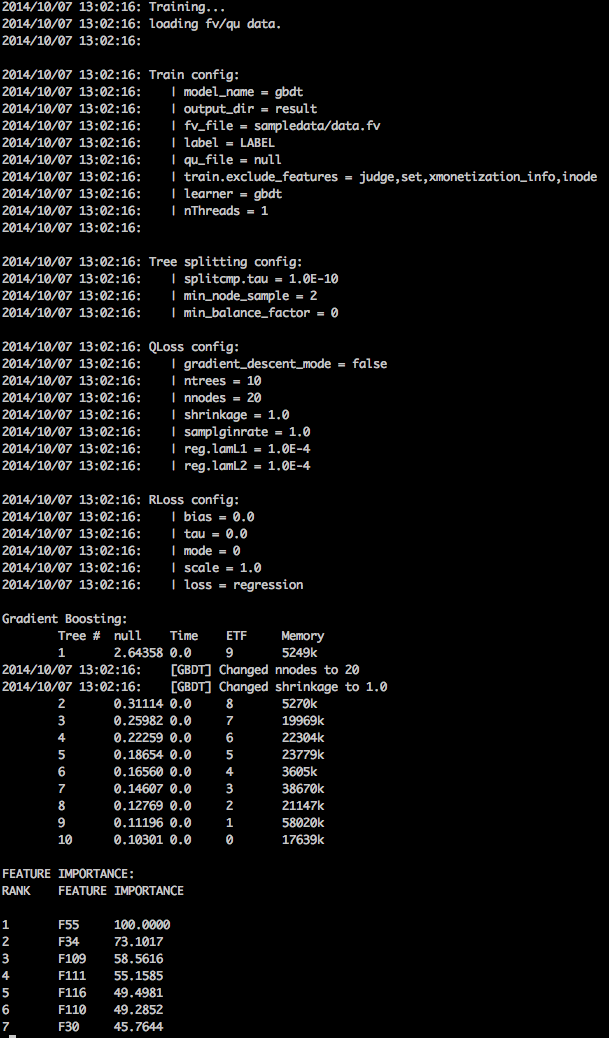 2014/10/07 13:02:16: Training...
2014/10/07 13:02:16: loading fv/qu data.
2014/10/07 13:02:16:
2014/10/07 13:02:16: Train config:
2014/10/07 13:02:16:    | model_name = gbdt
2014/10/07 13:02:16:    | output_dir = result
2014/10/07 13:02:16:    | fv_file = sampledata/data.fv
2014/10/07 13:02:16:    | label = LABEL
2014/10/07 13:02:16:    | qu_file = null
2014/10/07 13:02:16:    | train.exclude_features = judge,set,xmonetization_info,inode
2014/10/07 13:02:16:    | learner = gbdt
2014/10/07 13:02:16:    | nThreads = 1
2014/10/07 13:02:16:
2014/10/07 13:02:16: Tree splitting config:
2014/10/07 13:02:16:    | splitcmp.tau = 1.0E-10
2014/10/07 13:02:16:    | min_node_sample = 2
2014/10/07 13:02:16:    | min_balance_factor = 0
2014/10/07 13:02:16: QLoss config:
2014/10/07 13:02:16:    | gradient_descent_mode = false
2014/10/07 13:02:16:    | ntrees = 10
2014/10/07 13:02:16:    | nnodes = 20
2014/10/07 13:02:16:    | shrinkage = 1.0
2014/10/07 13:02:16:    | samplginrate = 1.0
2014/10/07 13:02:16:    | reg.lamL1 = 1.0E-4
2014/10/07 13:02:16:    | reg.lamL2 = 1.0E-4
2014/10/07 13:02:16: RLoss config:
2014/10/07 13:02:16:    | bias = 0.0
2014/10/07 13:02:16:    | tau = 0.0
2014/10/07 13:02:16:    | mode = 0
2014/10/07 13:02:16:    | scale = 1.0
2014/10/07 13:02:16:    | loss = regression
Gradient Boosting:
Tree #  null    Time    ETF     Memory
1       2.64358 0.0     9       5249k
2014/10/07 13:02:16:    [GBDT] Changed nnodes to 20
2014/10/07 13:02:16:    [GBDT] Changed shrinkage to 1.0
2       0.31114 0.0     8       5270k
3       0.25982 0.0     7       19969k
4       0.22259 0.0     6       22304k
5       0.18654 0.0     5       23779k
6       0.16560 0.0     4       3605k
7       0.14607 0.0     3       38670k
8       0.12769 0.0     2       21147k
9       0.11196 0.0     1       58020k
10      0.10301 0.0     0       17639k
FEATURE IMPORTANCE:
RANK    FEATURE IMPORTANCE
1       F55     100.0000
2       F34     73.1017
3       F109    58.5616
4       F111    55.1585
5       F116    49.4981
6       F110    49.2852
7       F30     45.7644